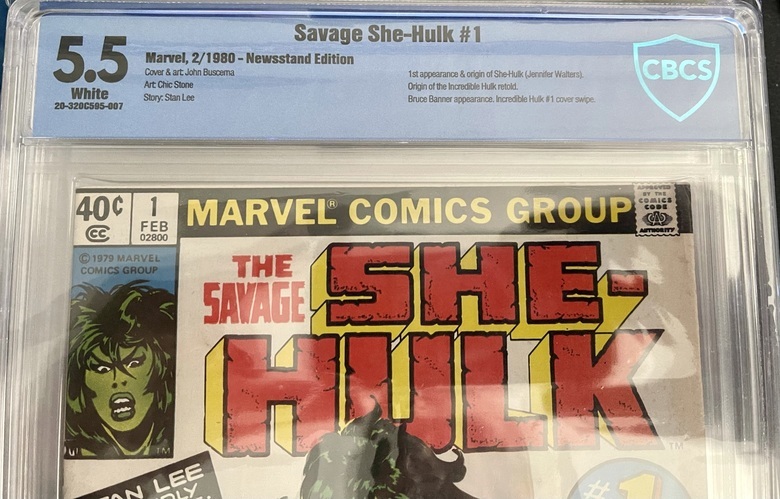 Savage She-Hulk #1
5.5
White
20-320C595-007
Marvel, 2/1980 - Newsstand Edition
Cover & art: John Buscema
Art: Chic Stone
Story: Stan Lee
1st appearance & origin of She-Hulk (Jennifer Walters).
Origin of the Incredible Hulk retold.
Bruce Banner appearance. Incredible Hulk #1 cover swipe.
CBCS
40¢
CC
1
FEB
02800
MARVEL® COMICS GROUP
APPROVED
BY THE
COMICS
CODE
AUTHORITY
© 1979 MARVEL
COMICS GROUP
THE
SAVAGE
SHE-
HULK
TM
TM
STAN LEE
#1